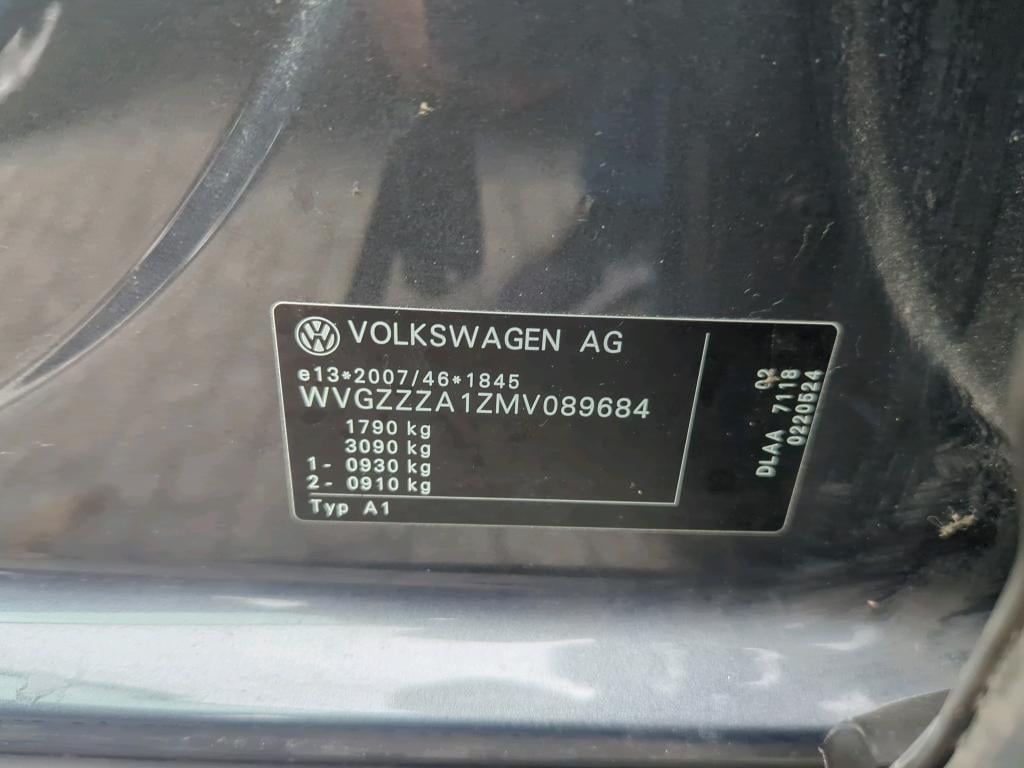 VOLKSWAGEN AG
e13*2007/46*1845
WVGZZZA1ZMV089684
1790 kg
3090 kg
1- 0930 kg
2- 0910 kg
Typ A1
02
DLAA 7118
0220524